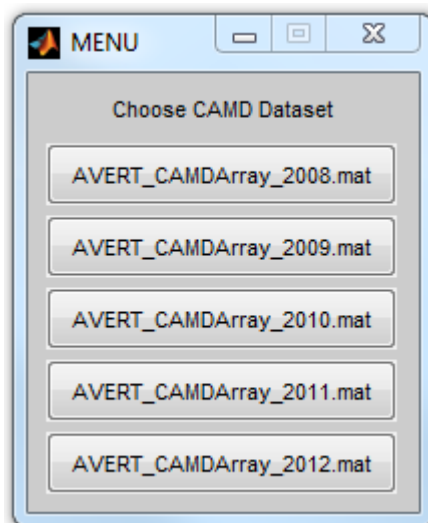 MENU
Choose CAMD Dataset
AVERT_CAMDArray_2008.mat
AVERT_CAMDArray_2009.mat
AVERT_CAMDArray_2010.mat
AVERT_CAMDArray_2011.mat
AVERT_CAMDArray_2012.mat